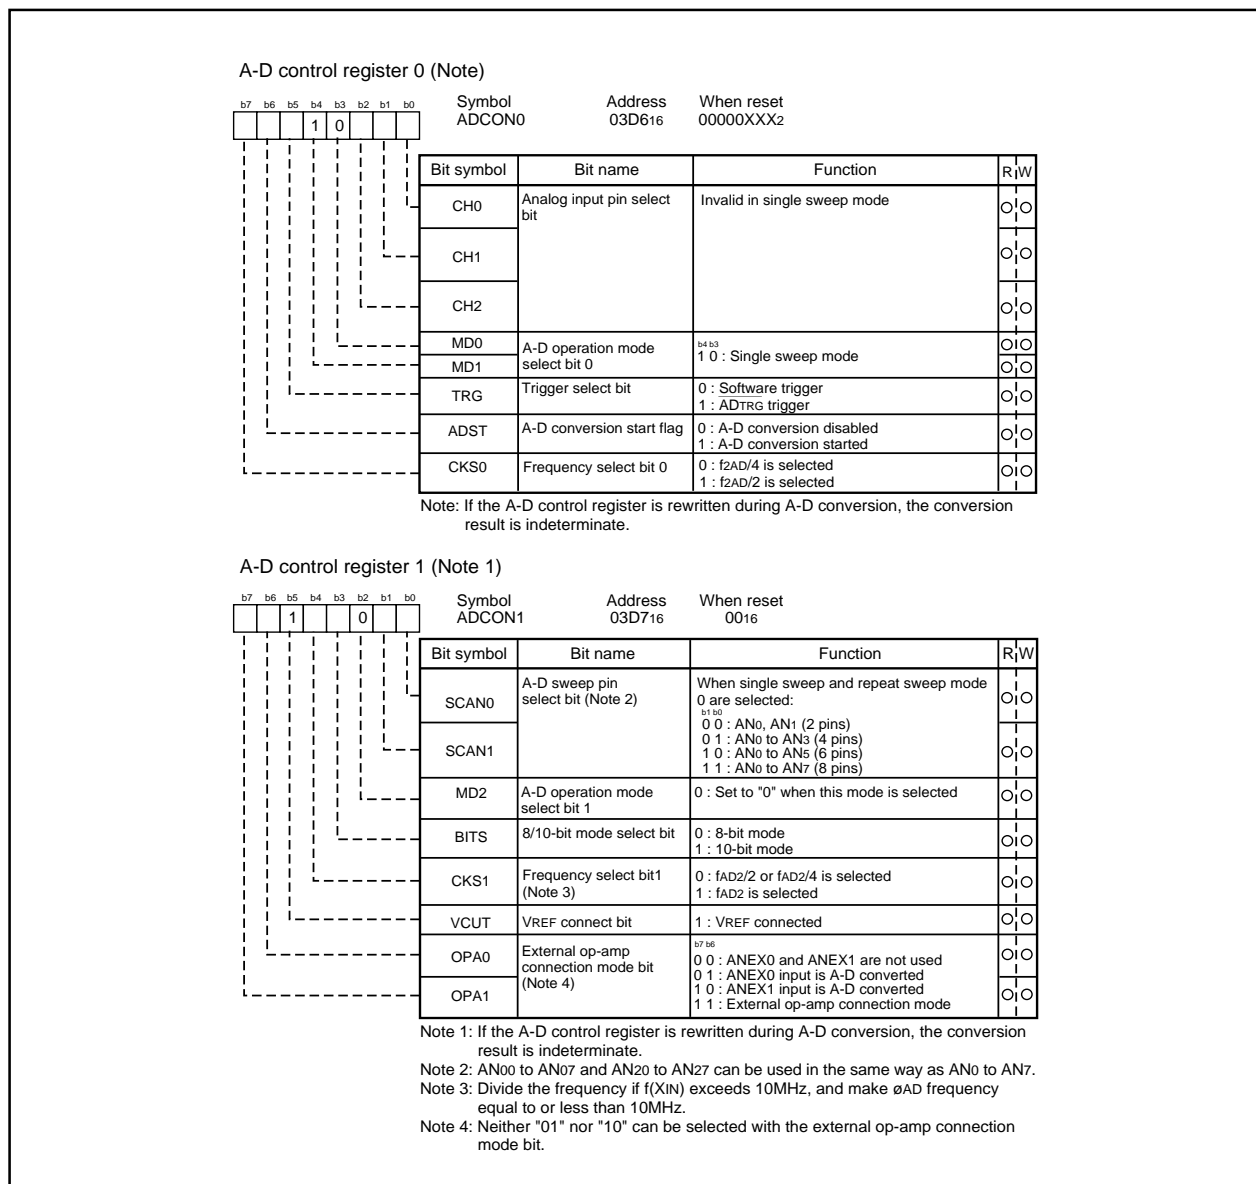 A-D control register 0 (Note)
b7 b6 b5 b4 b3 b2 b1 b0
1 0
Symbol Address When reset
ADCON0 03D616 00000XXX2
Bit symbol Bit name Function R W
CH0 Analog input pin select Invalid in single sweep mode
bit
CH1
CH2
MD0 A-D operation mode b4 b3
MD1 select bit 0 1 0 : Single sweep mode
TRG Trigger select bit 0 : Software trigger
1 : ADTRG trigger
ADST A-D conversion start flag 0 : A-D conversion disabled
1 : A-D conversion started
CKS0 Frequency select bit 0 0 : f2AD/4 is selected
1 : f2AD/2 is selected
Note: If the A-D control register is rewritten during A-D conversion, the conversion
result is indeterminate.
A-D control register 1 (Note 1)
b7 b6 b5 b4 b3 b2 b1 b0
1 0
Symbol Address When reset
ADCON1 03D716 0016
Bit symbol Bit name Function R W
SCAN0 A-D sweep pin When single sweep and repeat sweep mode
select bit (Note 2) 0 are selected:
b1 b0
0 0 : AN0, AN1 (2 pins)
0 1 : AN0 to AN3 (4 pins)
SCAN1 1 0 : AN0 to AN5 (6 pins)
1 1 : AN0 to AN7 (8 pins)
MD2 A-D operation mode 0 : Set to "0" when this mode is selected
select bit 1
BITS 8/10-bit mode select bit 0 : 8-bit mode
1 : 10-bit mode
CKS1 Frequency select bit1 0 : fAD2/2 or fAD2/4 is selected
(Note 3) 1 : fAD2 is selected
VCUT VREF connect bit 1 : VREF connected
OPA0 External op-amp b7 b6
connection mode bit 0 0 : ANEX0 and ANEX1 are not used
(Note 4) 0 1 : ANEX0 input is A-D converted
1 0 : ANEX1 input is A-D converted
OPA1 1 1 : External op-amp connection mode
Note 1: If the A-D control register is rewritten during A-D conversion, the conversion
result is indeterminate.
Note 2: AN00 to AN07 and AN20 to AN27 can be used in the same way as AN0 to AN7.
Note 3: Divide the frequency if f(XIN) exceeds 10MHz, and make øAD frequency
equal to or less than 10MHz.
Note 4: Neither "01" nor "10" can be selected with the external op-amp connection
mode bit.